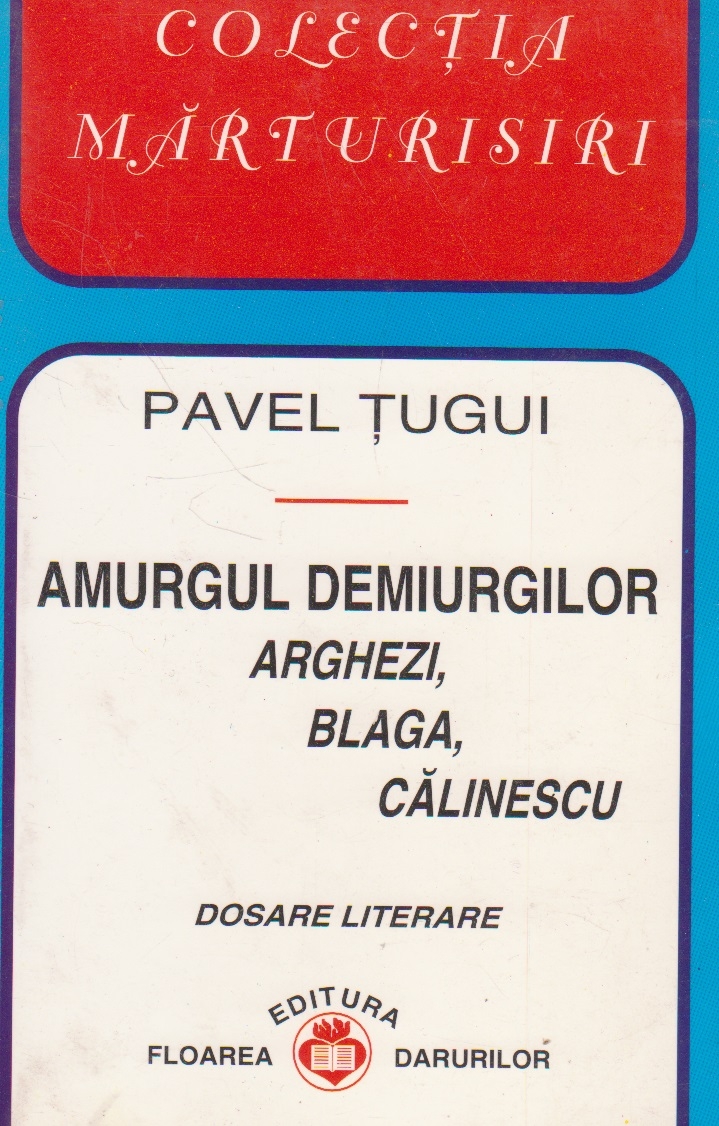 COLECȚIA
MĂRTURISIRI
PAVEL ȚUGUI
AMURGUL DEMIURGILOR
ARGHEZI,
BLAGA,
CĂLINESCU
DOSARE LITERARE
EDITURA
FLOAREA DARURILOR